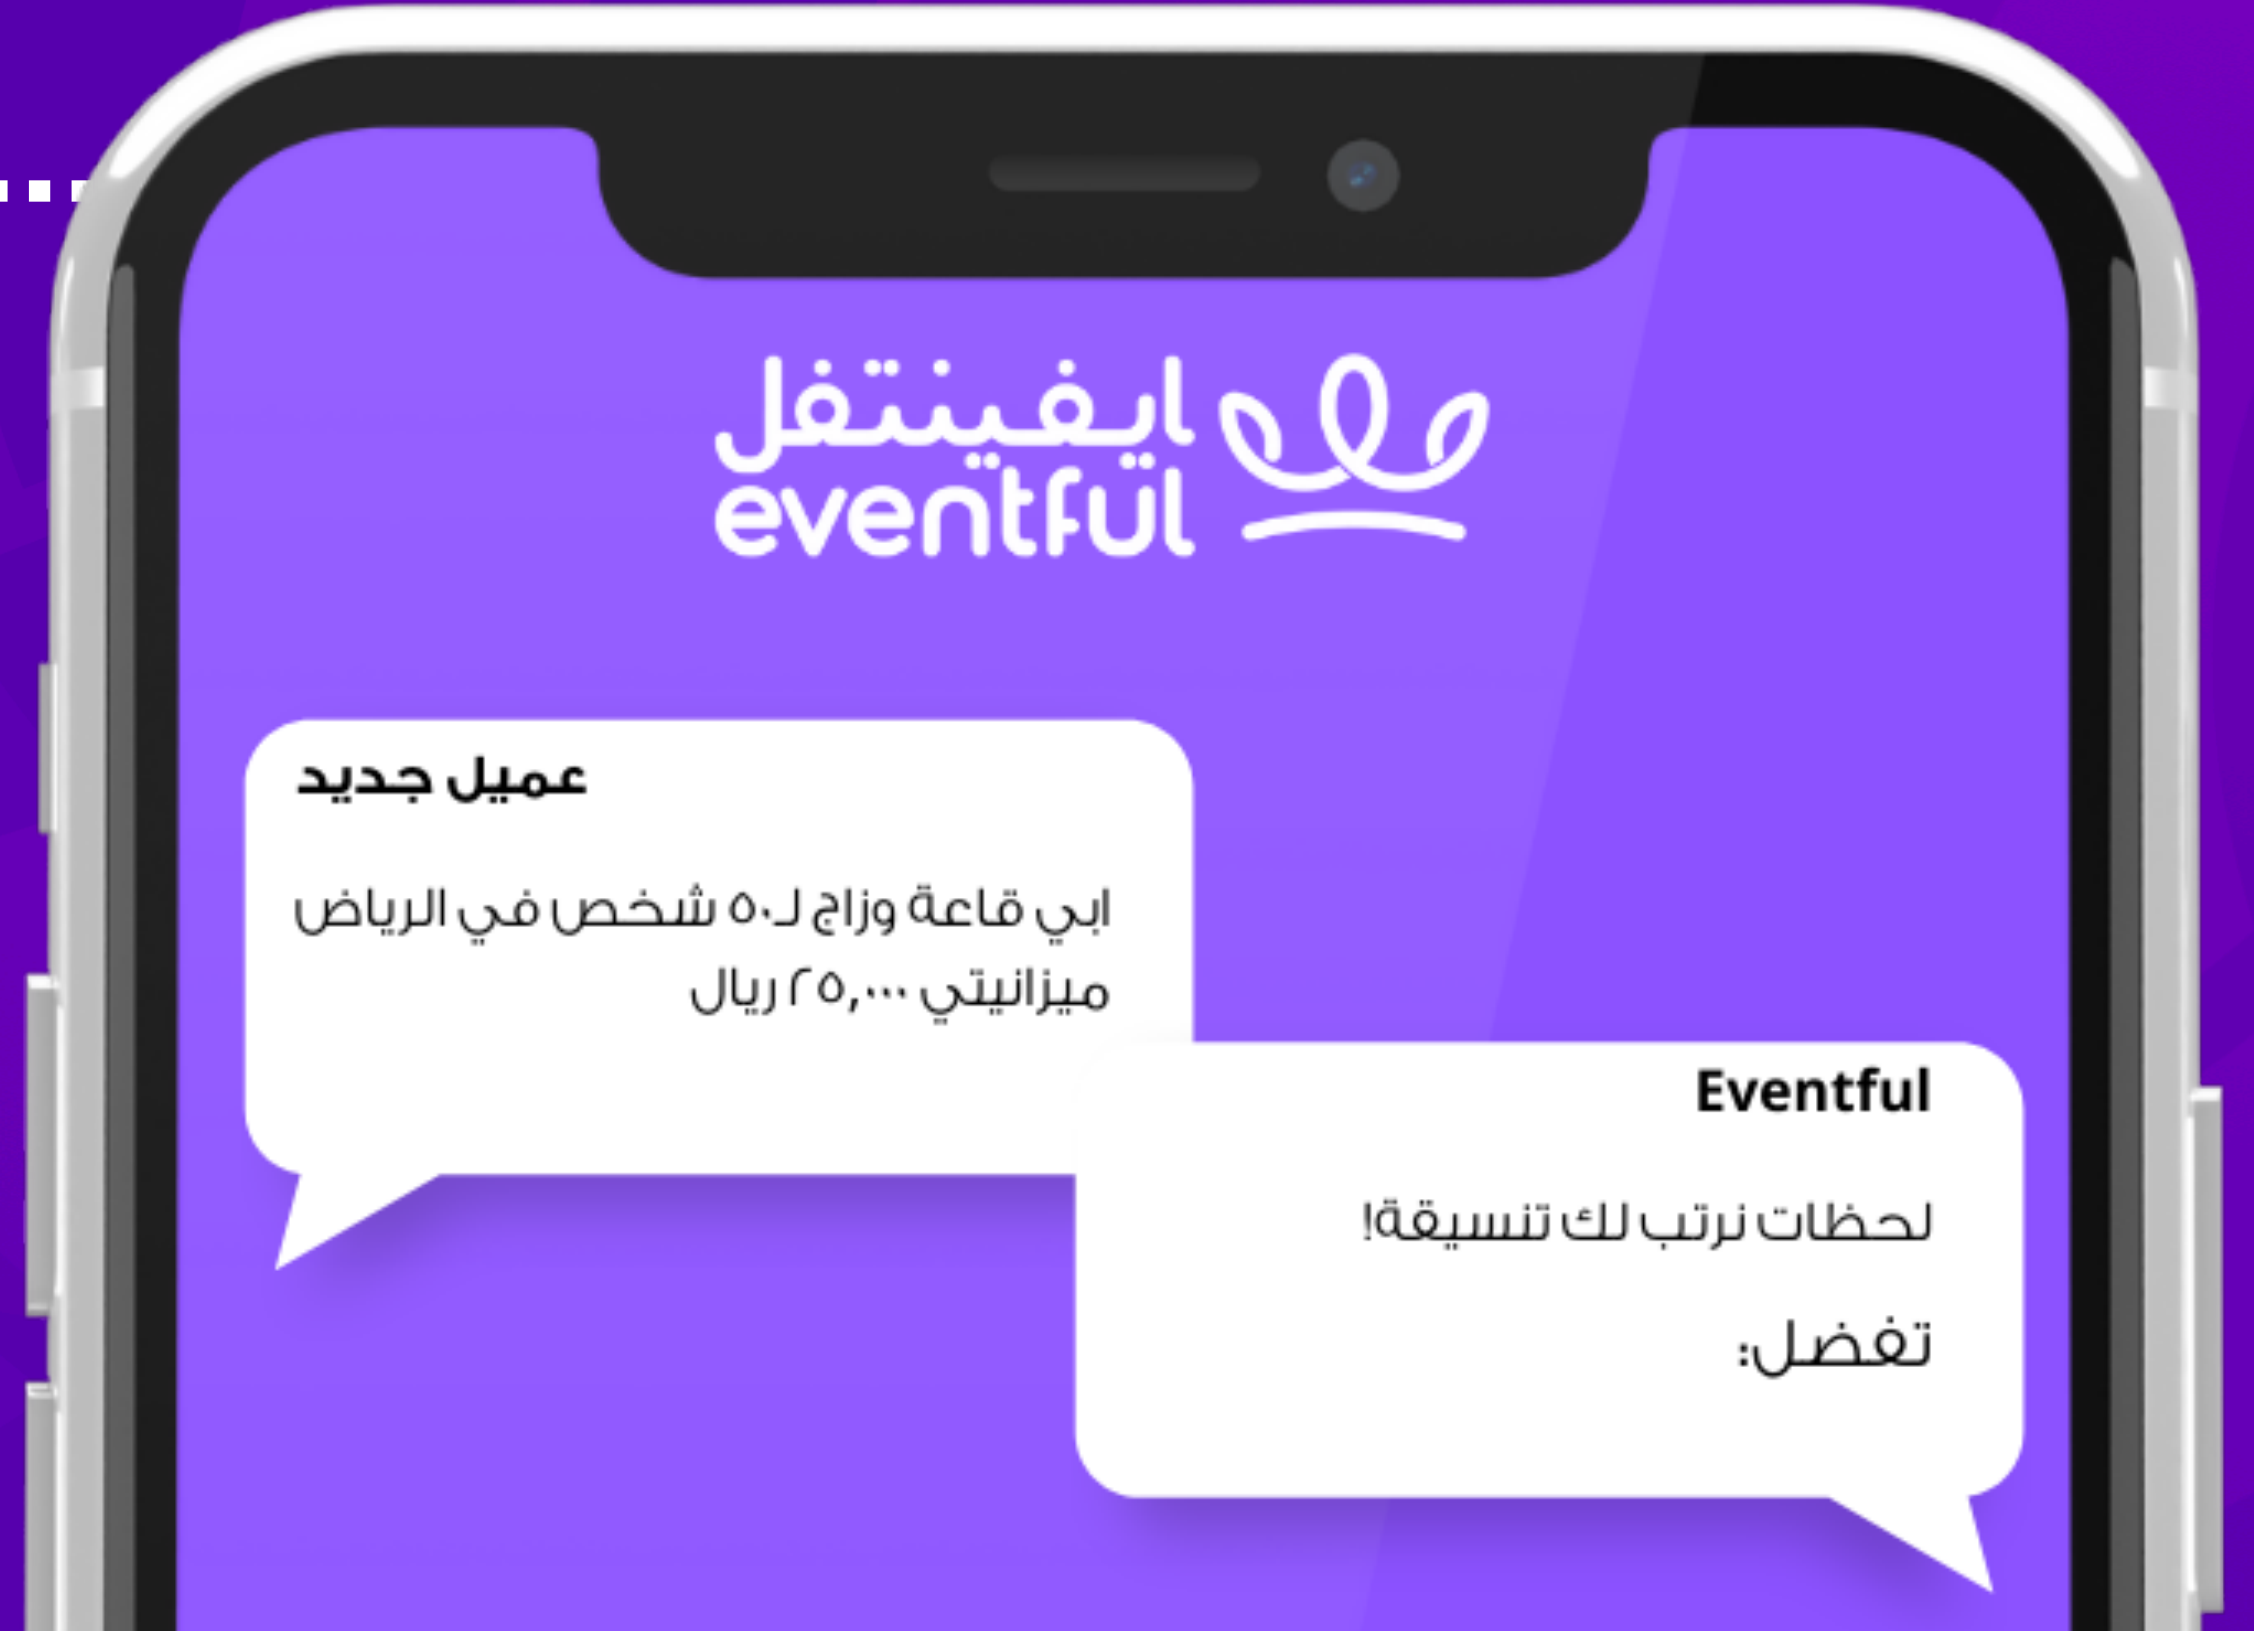 ايفينتفل
eventful
عميل جديد
ابي قاعة وزاج لـ٥٠ شخص في الرياض
ميزانيتي ٢٥,٠٠٠ ريال
Eventful
لحظات نرتب لك تنسيقة!
تفضل: